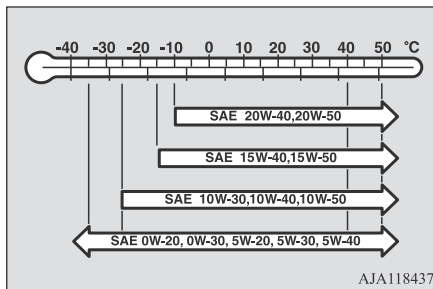 -40 -30 -20 -10 0 10 20 30 40 50 °C
SAE 20W-40,20W-50
SAE 15W-40,15W-50
SAE 10W-30,10W-40,10W-50
SAE 0W-20, 0W-30, 5W-20, 5W-30, 5W-40
AJA118437